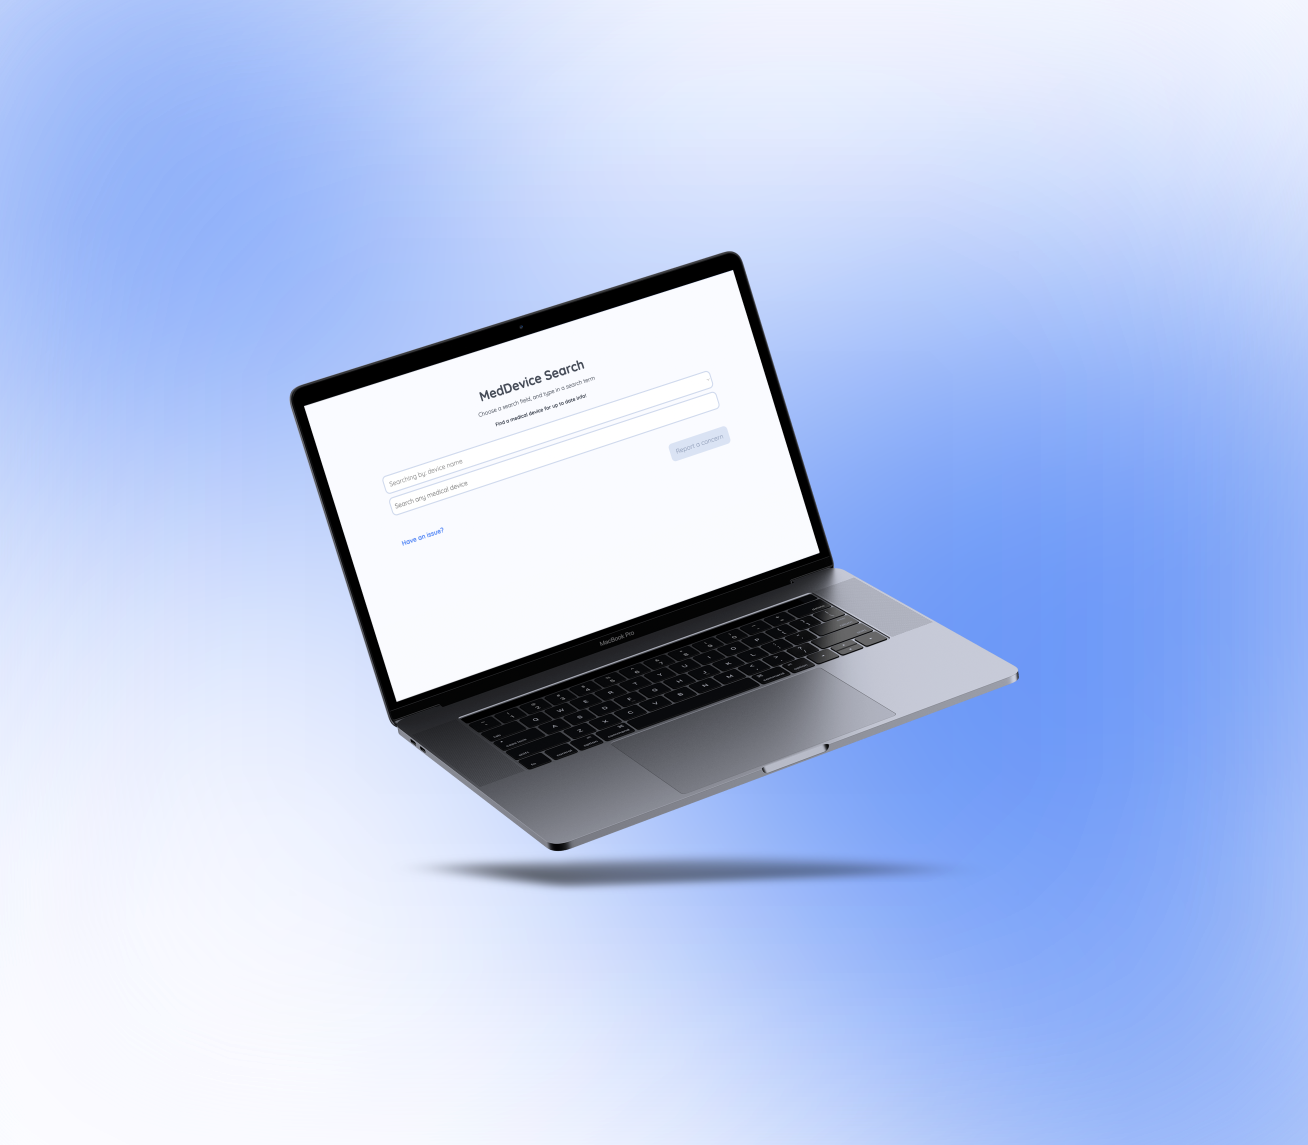 MedDevice Search
Choose a search field, and type in a search term
Find a medical device for up to date info!
Searching by: device name
Search any medical device
Report a concern
Have an issue?
MacBook Pro